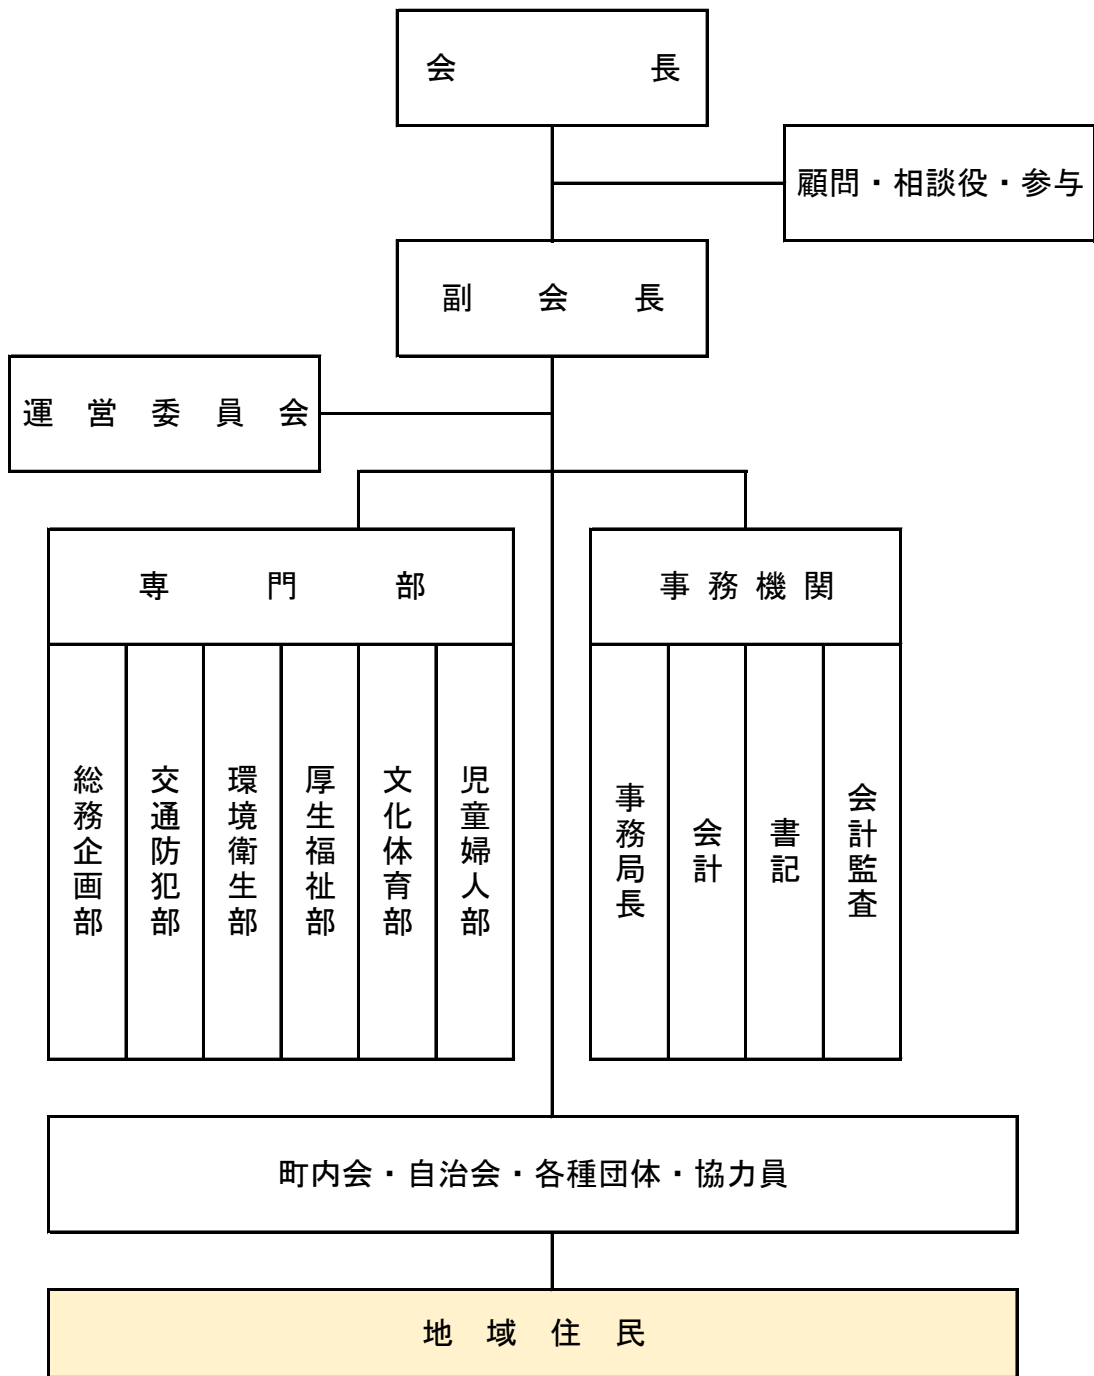 会長
顧問・相談役・参与
副会長
運営委員会
専門部
事務機関
総務企画部
交通防犯部
環境衛生部
厚生福祉部
文化体育部
児童婦人部
事務局長
会計
書記
会計監査
町内会・自治会・各種団体・協力員
地域住民